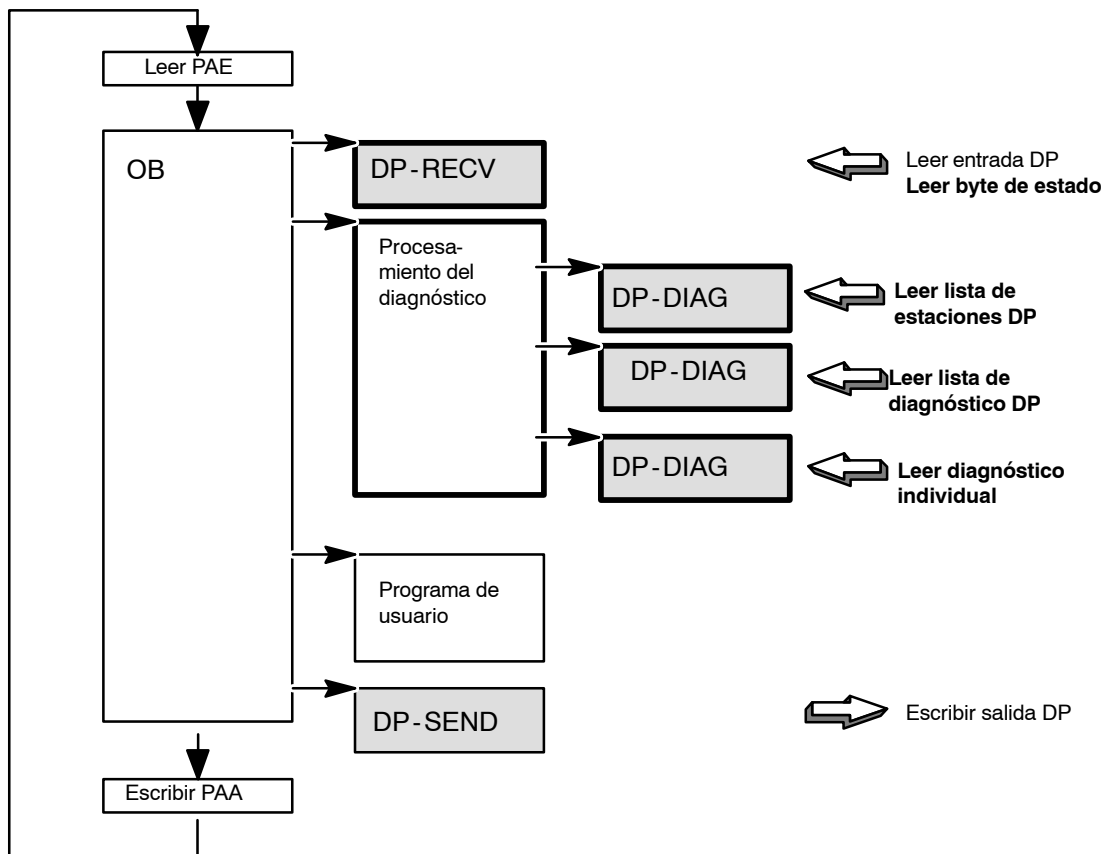 Leer PAE
OB
DP-RECV
Leer entrada DP
Leer byte de estado
Procesa-
miento del
diagnóstico
DP-DIAG
Leer lista de
estaciones DP
DP-DIAG
Leer lista de
diagnóstico DP
DP-DIAG
Leer diagnóstico
individual
Programa de
usuario
DP-SEND
Escribir salida DP
Escribir PAA